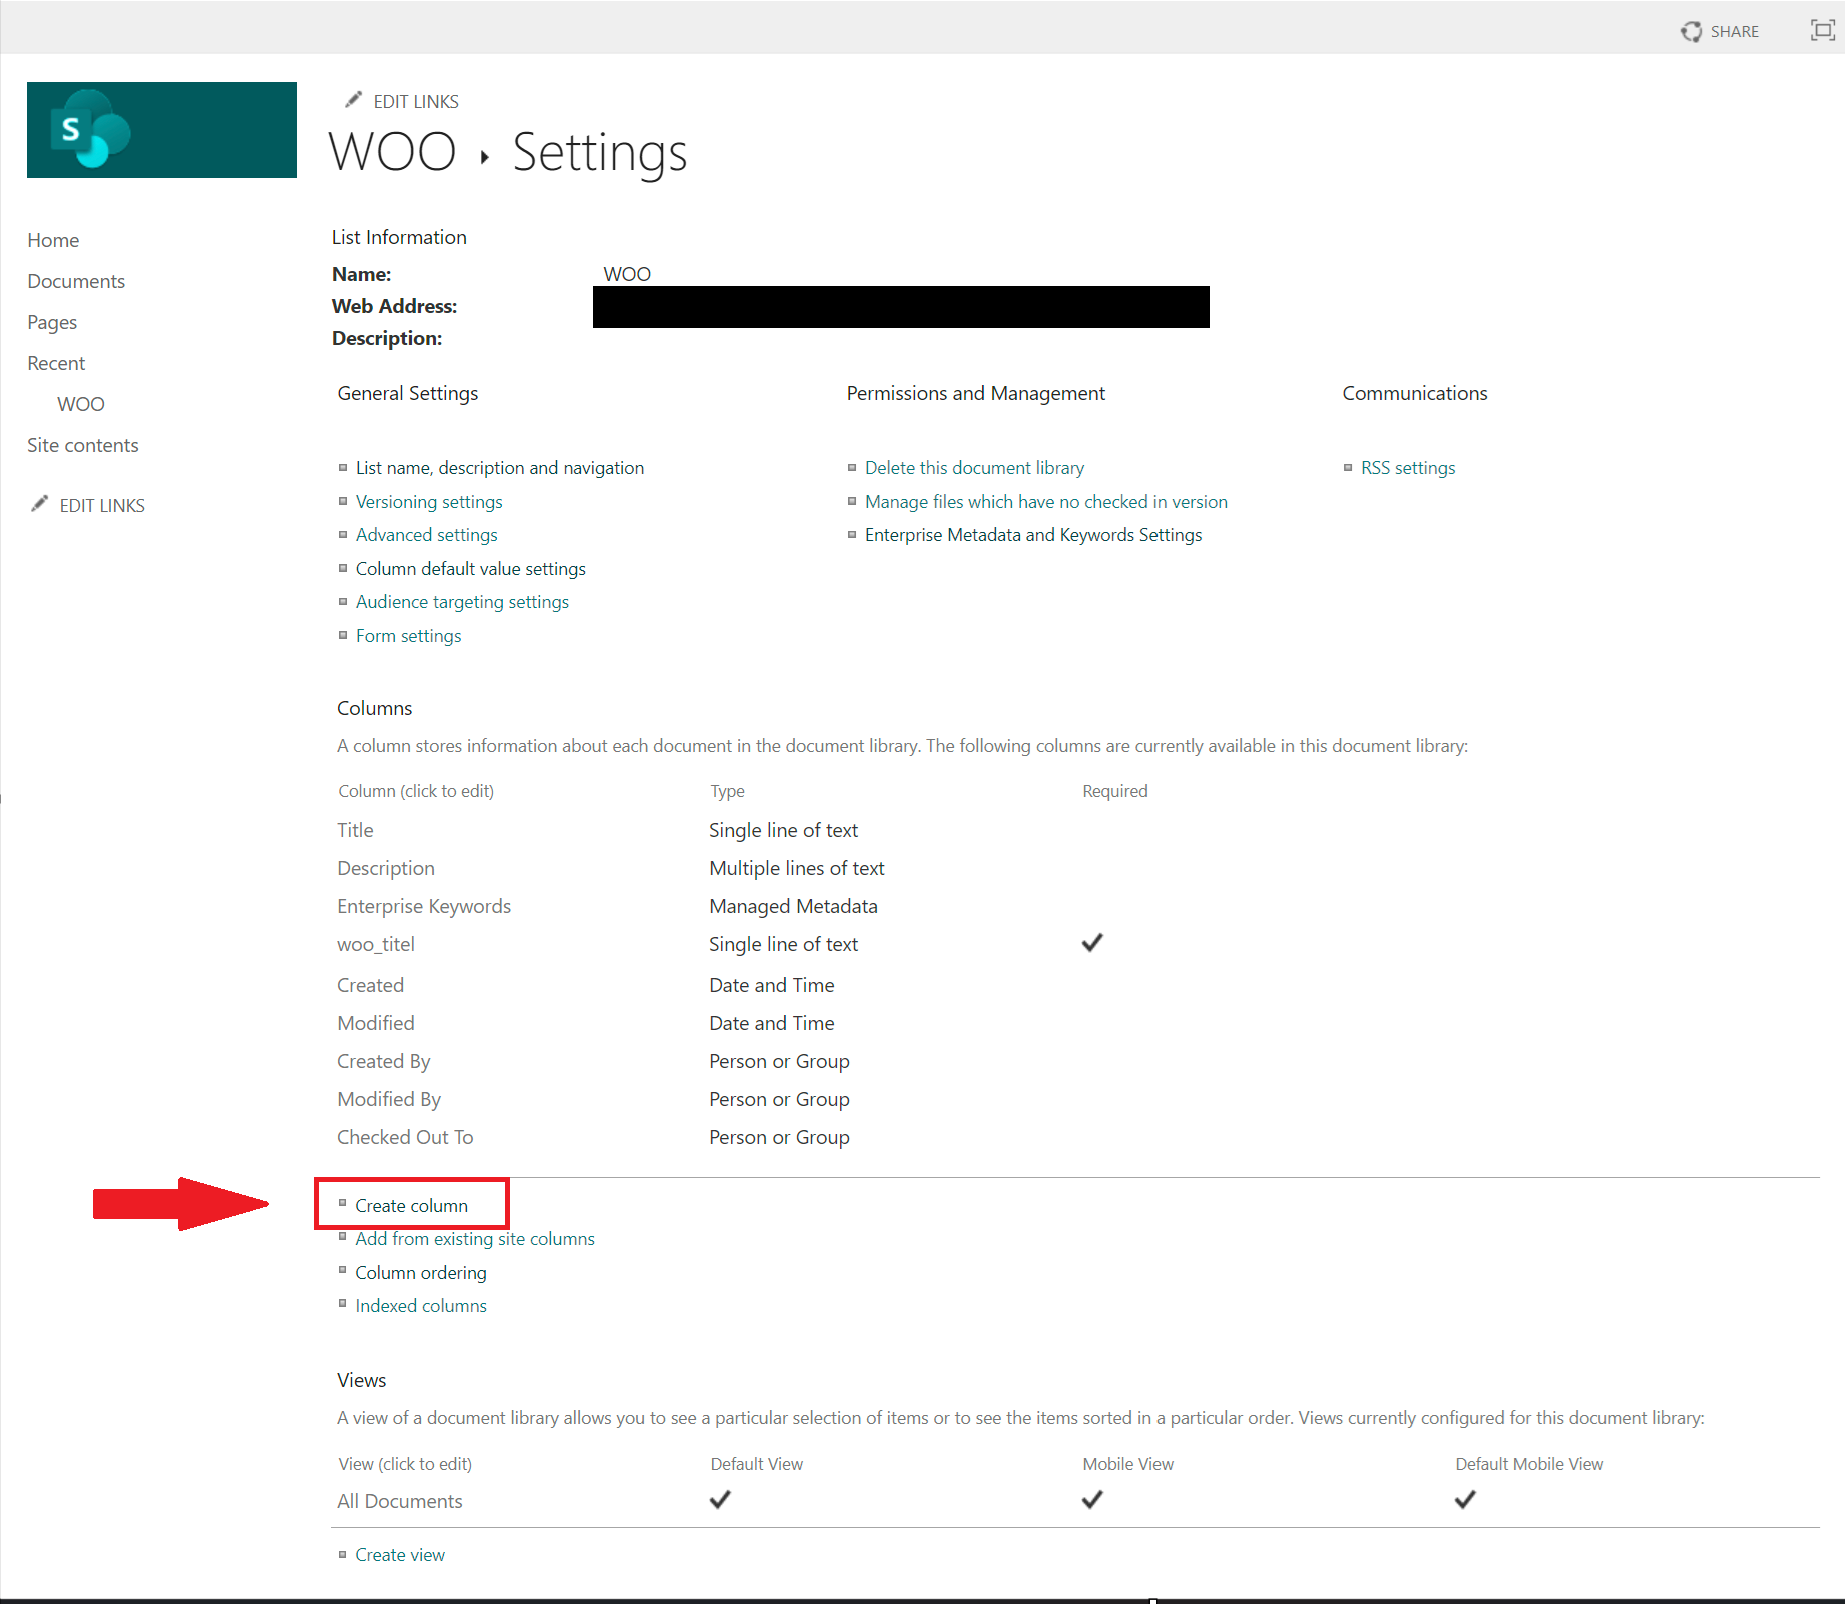 SHARE
S
EDIT LINKS
WOO ▸ Settings
Home
Documents
Pages
Recent
WOO
Site contents
EDIT LINKS
List Information
Name: WOO
Web Address:
Description:
General Settings Permissions and Management Communications
List name, description and navigation Delete this document library RSS settings
Versioning settings Manage files which have no checked in version
Advanced settings Enterprise Metadata and Keywords Settings
Column default value settings
Audience targeting settings
Form settings
Columns
A column stores information about each document in the document library. The following columns are currently available in this document library:
Column (click to edit) Type Required
Title Single line of text
Description Multiple lines of text
Enterprise Keywords Managed Metadata
woo_titel Single line of text ✓
Created Date and Time
Modified Date and Time
Created By Person or Group
Modified By Person or Group
Checked Out To Person or Group
Create column
Add from existing site columns
Column ordering
Indexed columns
Views
A view of a document library allows you to see a particular selection of items or to see the items sorted in a particular order. Views currently configured for this document library:
View (click to edit) Default View Mobile View Default Mobile View
All Documents ✓ ✓ ✓
Create view